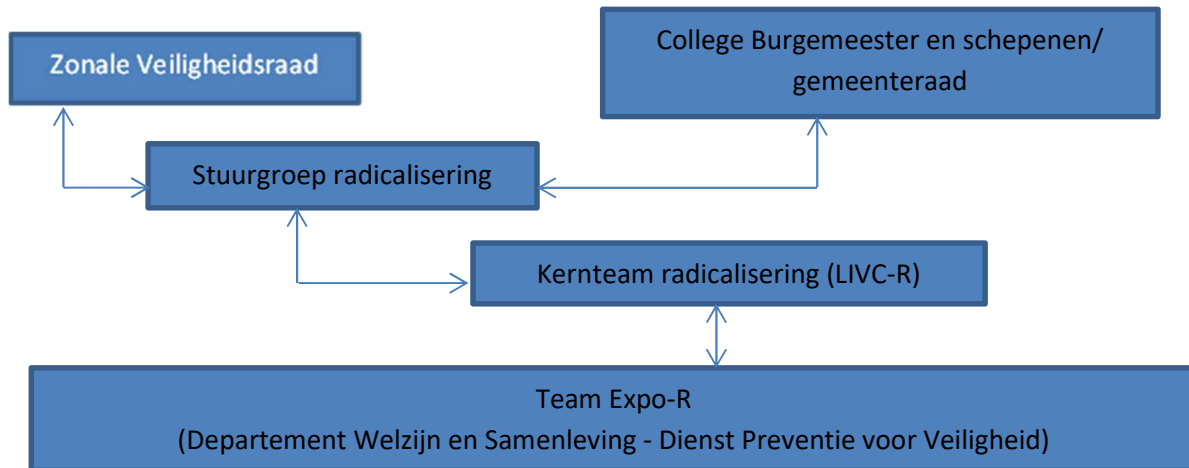 Zonale Veiligheidsraad
College Burgemeester en schepenen/
gemeenteraad
Stuurgroep radicalisering
Kernteam radicalisering (LIVC-R)
Team Expo-R
(Departement Welzijn en Samenleving - Dienst Preventie voor Veiligheid)